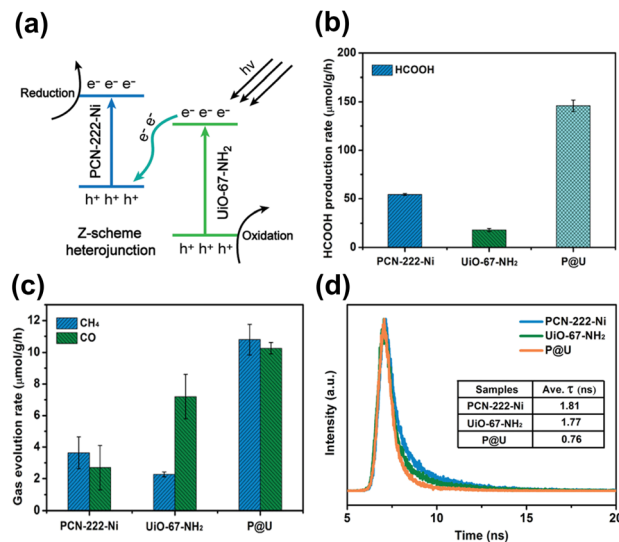 (a)
hν
Reduction
e⁻ e⁻ e⁻
e⁻ e⁻
e⁻ e⁻ e⁻
PCN-222-Ni
UiO-67-NH₂
h⁺ h⁺ h⁺
Z-scheme
heterojunction
h⁺ h⁺ h⁺
Oxidation
(b)
HCOOH production rate (μmol/g/h)
200
150
100
50
0
HCOOH
PCN-222-Ni
UiO-67-NH₂
P@U
(c)
Gas evolution rate (μmol/g/h)
12
10
8
6
4
2
0
CH₄
CO
PCN-222-Ni
UiO-67-NH₂
P@U
(d)
Intensity (a.u.)
PCN-222-Ni
UiO-67-NH₂
P@U
Samples Ave. τ (ns)
PCN-222-Ni 1.81
UiO-67-NH₂ 1.77
P@U 0.76
5 10 15 20
Time (ns)